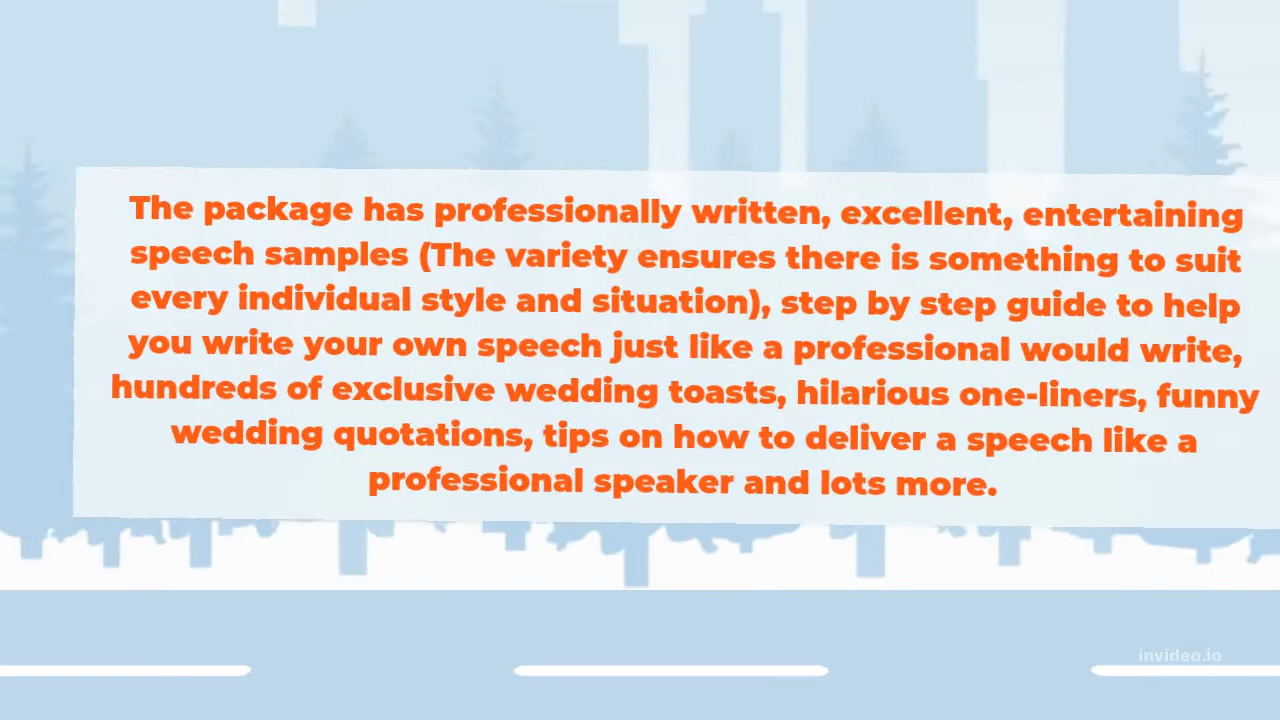 The package has professionally written, excellent, entertaining
speech samples (The variety ensures there is something to suit
every individual style and situation), step by step guide to help
you write your own speech just like a professional would write,
hundreds of exclusive wedding toasts, hilarious one-liners, funny
wedding quotations, tips on how to deliver a speech like a
professional speaker and lots more.
invideo.io